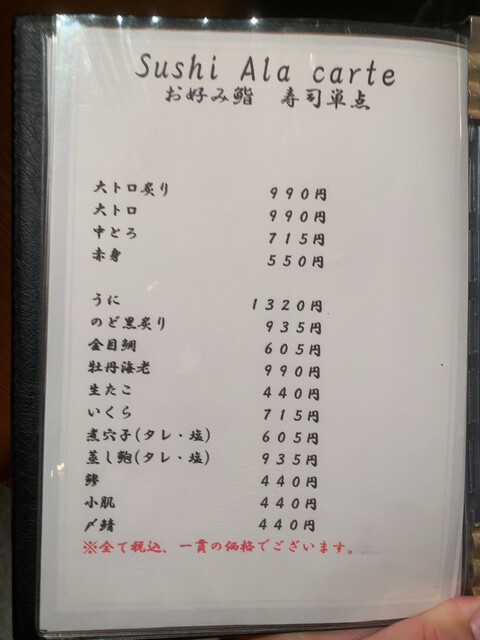 Sushi Ala carte
お好み鮨　寿司単点
大トロ炙り 990円
大トロ 990円
中とろ 715円
赤身 550円
うに 1320円
のど黒炙り 935円
金目鯛 605円
牡丹海老 990円
生たこ 440円
いくら 715円
煮穴子(タレ・塩) 605円
蒸し鮑(タレ・塩) 935円
鯵 440円
小肌 440円
〆鯖 440円
※全て税込、一貫の価格でございます。